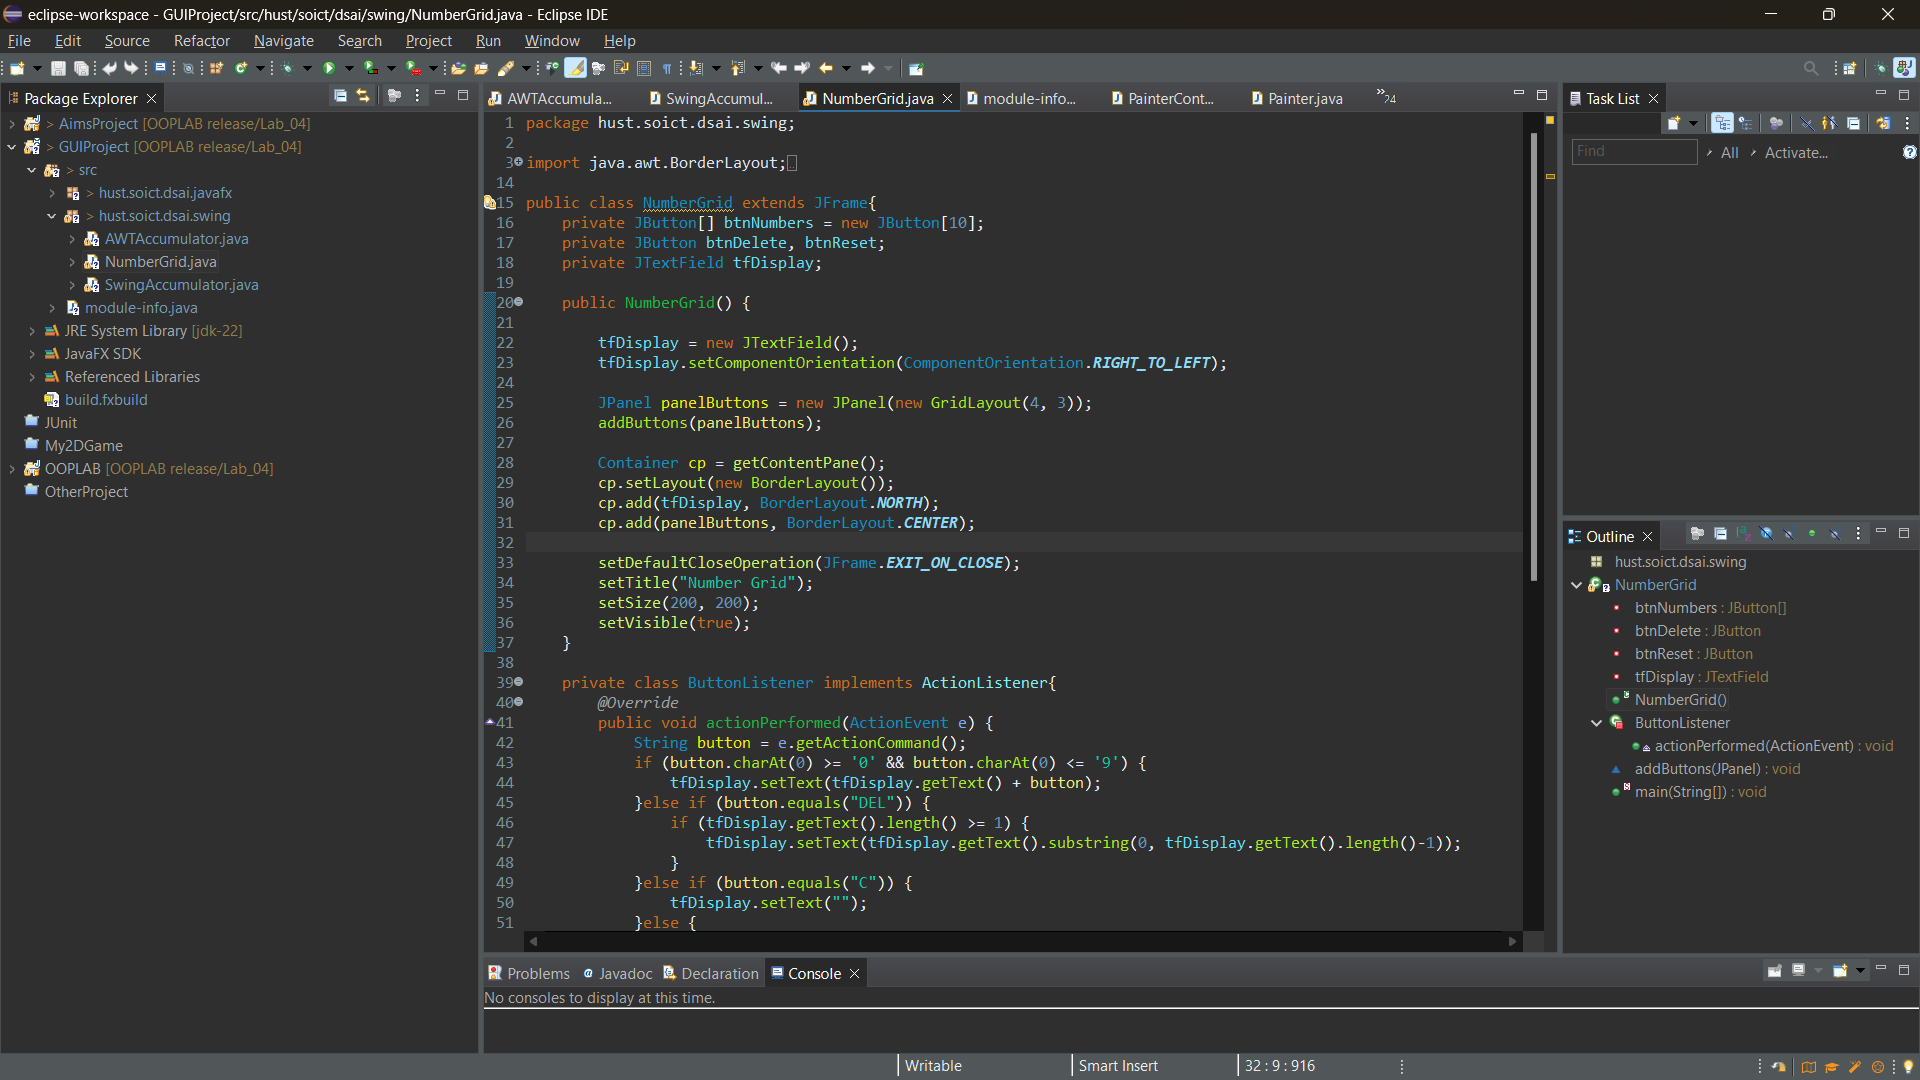 eclipse-workspace - GUIProject/src/hust/soict/dsai/swing/NumberGrid.java - Eclipse IDE
File Edit Source Refactor Navigate Search Project Run Window Help
Package Explorer
> AimsProject [OOPLAB release/Lab_04]
> GUIProject [OOPLAB release/Lab_04]
> src
> hust.soict.dsai.javafx
> hust.soict.dsai.swing
AWTAccumulator.java
NumberGrid.java
SwingAccumulator.java
module-info.java
JRE System Library [jdk-22]
JavaFX SDK
Referenced Libraries
build.fxbuild
JUnit
My2DGame
OOPLAB [OOPLAB release/Lab_04]
OtherProject
AWTAccumula... SwingAccumul... NumberGrid.java module-info... PainterCont... Painter.java »24
1 package hust.soict.dsai.swing;
2
3 import java.awt.BorderLayout;
14
15 public class NumberGrid extends JFrame{
16 private JButton[] btnNumbers = new JButton[10];
17 private JButton btnDelete, btnReset;
18 private JTextField tfDisplay;
19
20 public NumberGrid() {
21
22 tfDisplay = new JTextField();
23 tfDisplay.setComponentOrientation(ComponentOrientation.RIGHT_TO_LEFT);
24
25 JPanel panelButtons = new JPanel(new GridLayout(4, 3));
26 addButtons(panelButtons);
27
28 Container cp = getContentPane();
29 cp.setLayout(new BorderLayout());
30 cp.add(tfDisplay, BorderLayout.NORTH);
31 cp.add(panelButtons, BorderLayout.CENTER);
32
33 setDefaultCloseOperation(JFrame.EXIT_ON_CLOSE);
34 setTitle("Number Grid");
35 setSize(200, 200);
36 setVisible(true);
37 }
38
39 private class ButtonListener implements ActionListener{
40 @Override
41 public void actionPerformed(ActionEvent e) {
42 String button = e.getActionCommand();
43 if (button.charAt(0) >= '0' && button.charAt(0) <= '9') {
44 tfDisplay.setText(tfDisplay.getText() + button);
45 }else if (button.equals("DEL")) {
46 if (tfDisplay.getText().length() >= 1) {
47 tfDisplay.setText(tfDisplay.getText().substring(0, tfDisplay.getText().length()-1));
48 }
49 }else if (button.equals("C")) {
50 tfDisplay.setText("");
51 }else {
Task List
Find All Activate...
Outline
hust.soict.dsai.swing
NumberGrid
btnNumbers : JButton[]
btnDelete : JButton
btnReset : JButton
tfDisplay : JTextField
NumberGrid()
ButtonListener
actionPerformed(ActionEvent) : void
addButtons(JPanel) : void
main(String[]) : void
Problems Javadoc Declaration Console
No consoles to display at this time.
Writable Smart Insert 32 : 9 : 916